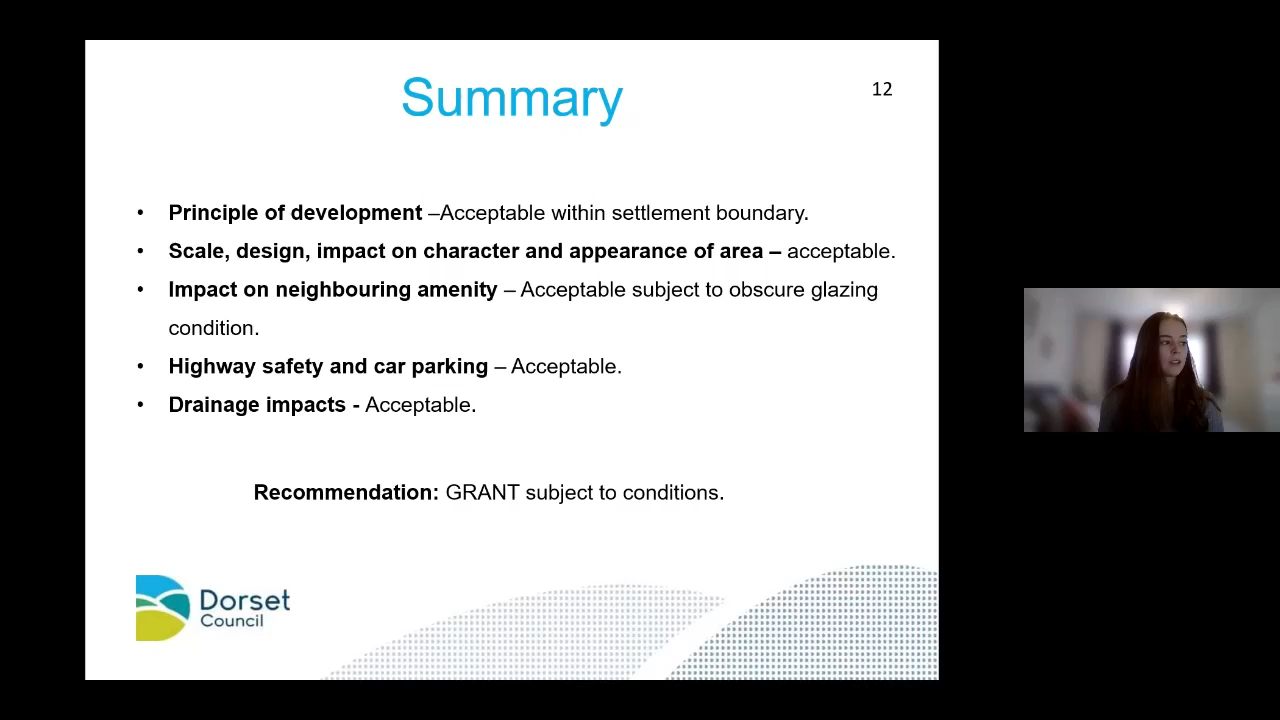 Summary
12
• Principle of development –Acceptable within settlement boundary.
• Scale, design, impact on character and appearance of area – acceptable.
• Impact on neighbouring amenity – Acceptable subject to obscure glazing
condition.
• Highway safety and car parking – Acceptable.
• Drainage impacts - Acceptable.
Recommendation: GRANT subject to conditions.
Dorset
Council